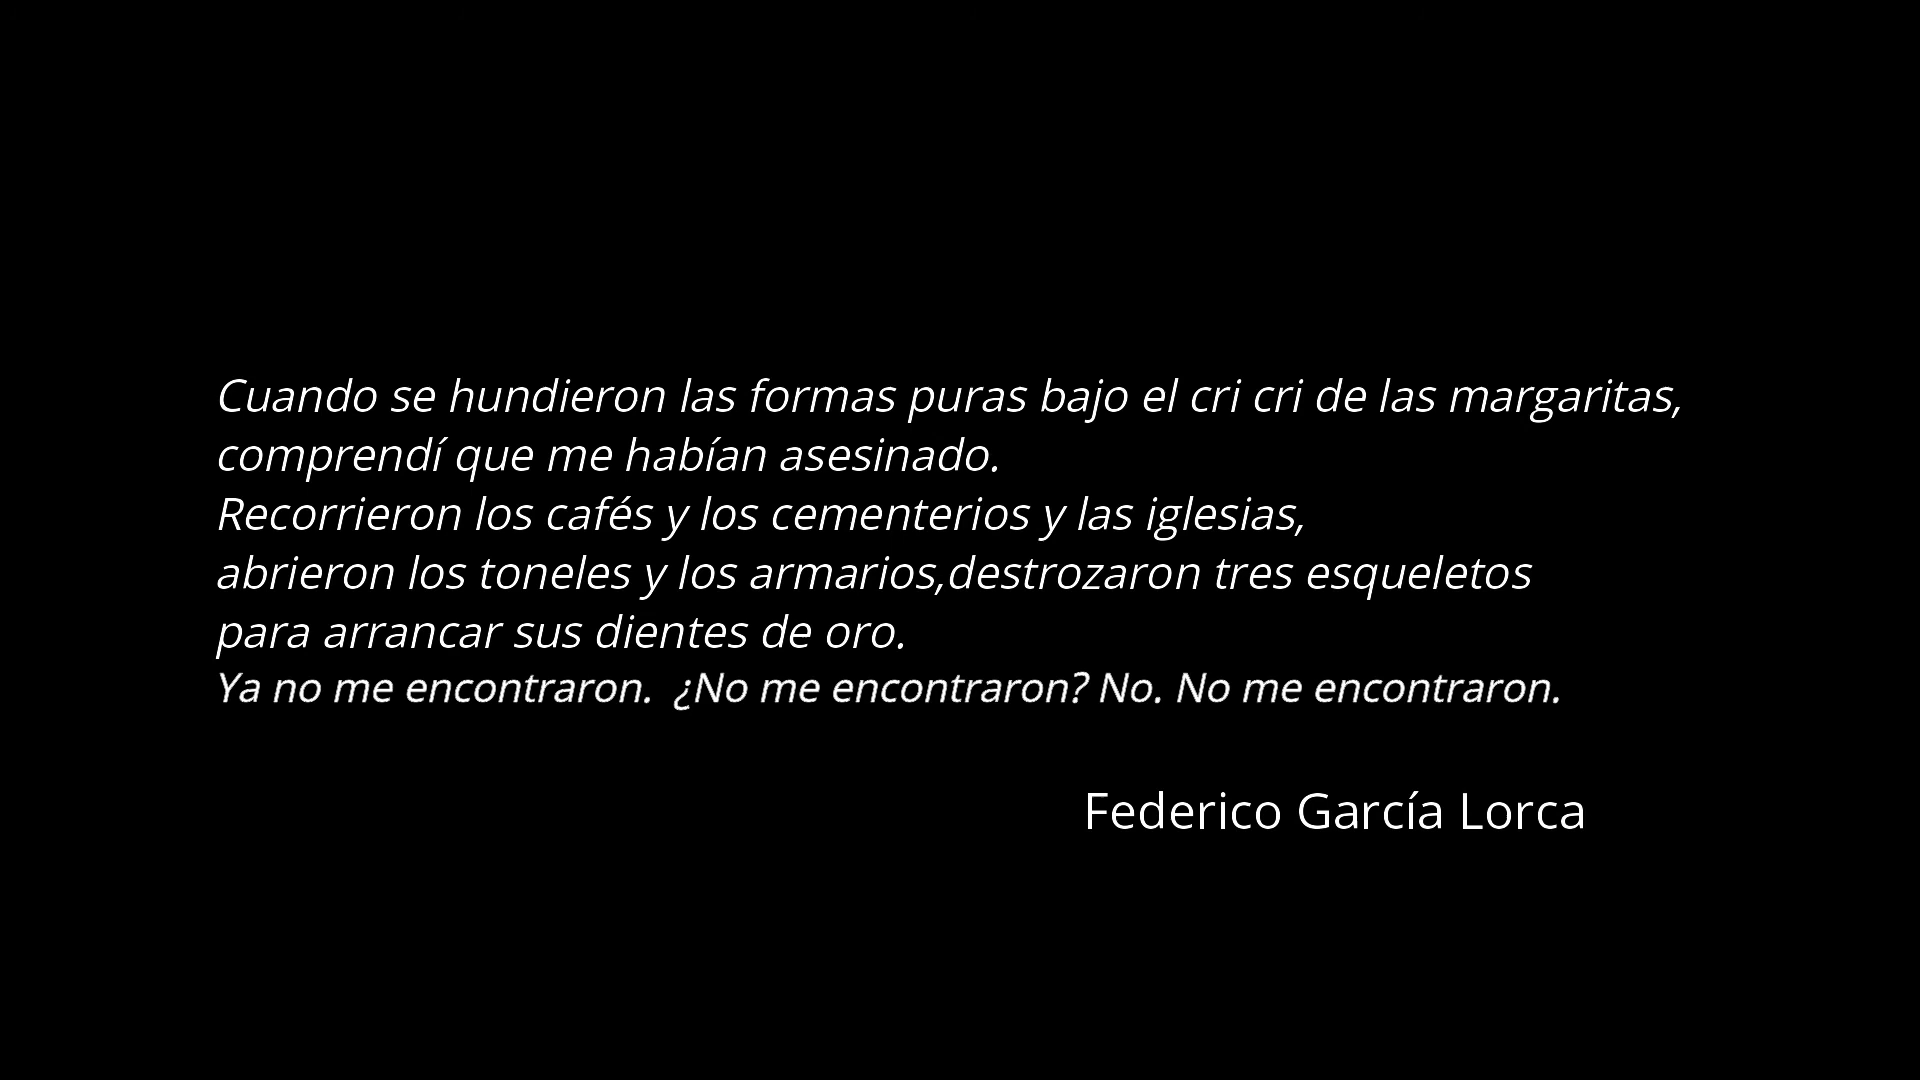 Cuando se hundieron las formas puras bajo el cri cri de las margaritas,
comprendí que me habían asesinado.
Recorrieron los cafés y los cementerios y las iglesias,
abrieron los toneles y los armarios,destrozaron tres esqueletos
para arrancar sus dientes de oro.
Ya no me encontraron.  ¿No me encontraron? No. No me encontraron.
Federico García Lorca